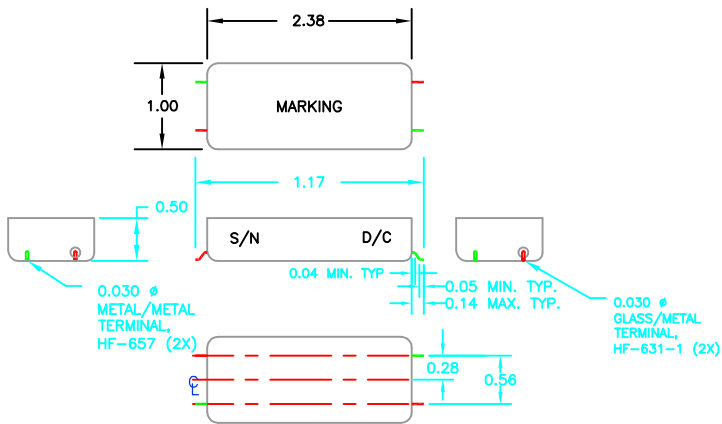 2.38
1.00
MARKING
1.17
0.50
S/N
D/C
0.04 MIN. TYP
0.05 MIN. TYP.
0.14 MAX. TYP.
0.030 ø
METAL/METAL
TERMINAL,
HF-657 (2X)
0.030 ø
GLASS/METAL
TERMINAL,
HF-631-1 (2X)
0.28
0.56
CL